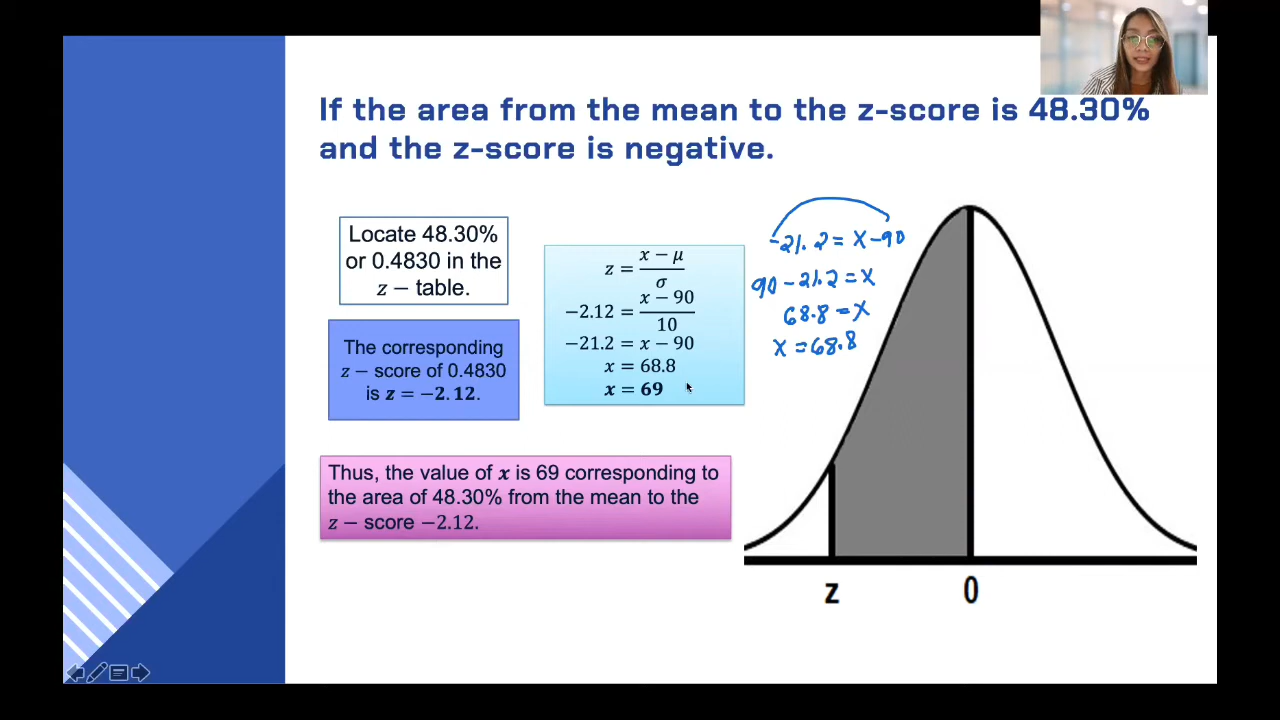 If the area from the mean to the z-score is 48.30%
and the z-score is negative.
Locate 48.30%
or 0.4830 in the
z − table.
The corresponding
z − score of 0.4830
is z = −2.12.
z = x − μ / σ
−2.12 = x − 90 / 10
−21.2 = x − 90
x = 68.8
x = 69
-21.2 = x-90
90 - 21.2 = x
68.8 = x
x = 68.8
Thus, the value of x is 69 corresponding to
the area of 48.30% from the mean to the
z − score −2.12.
z 0